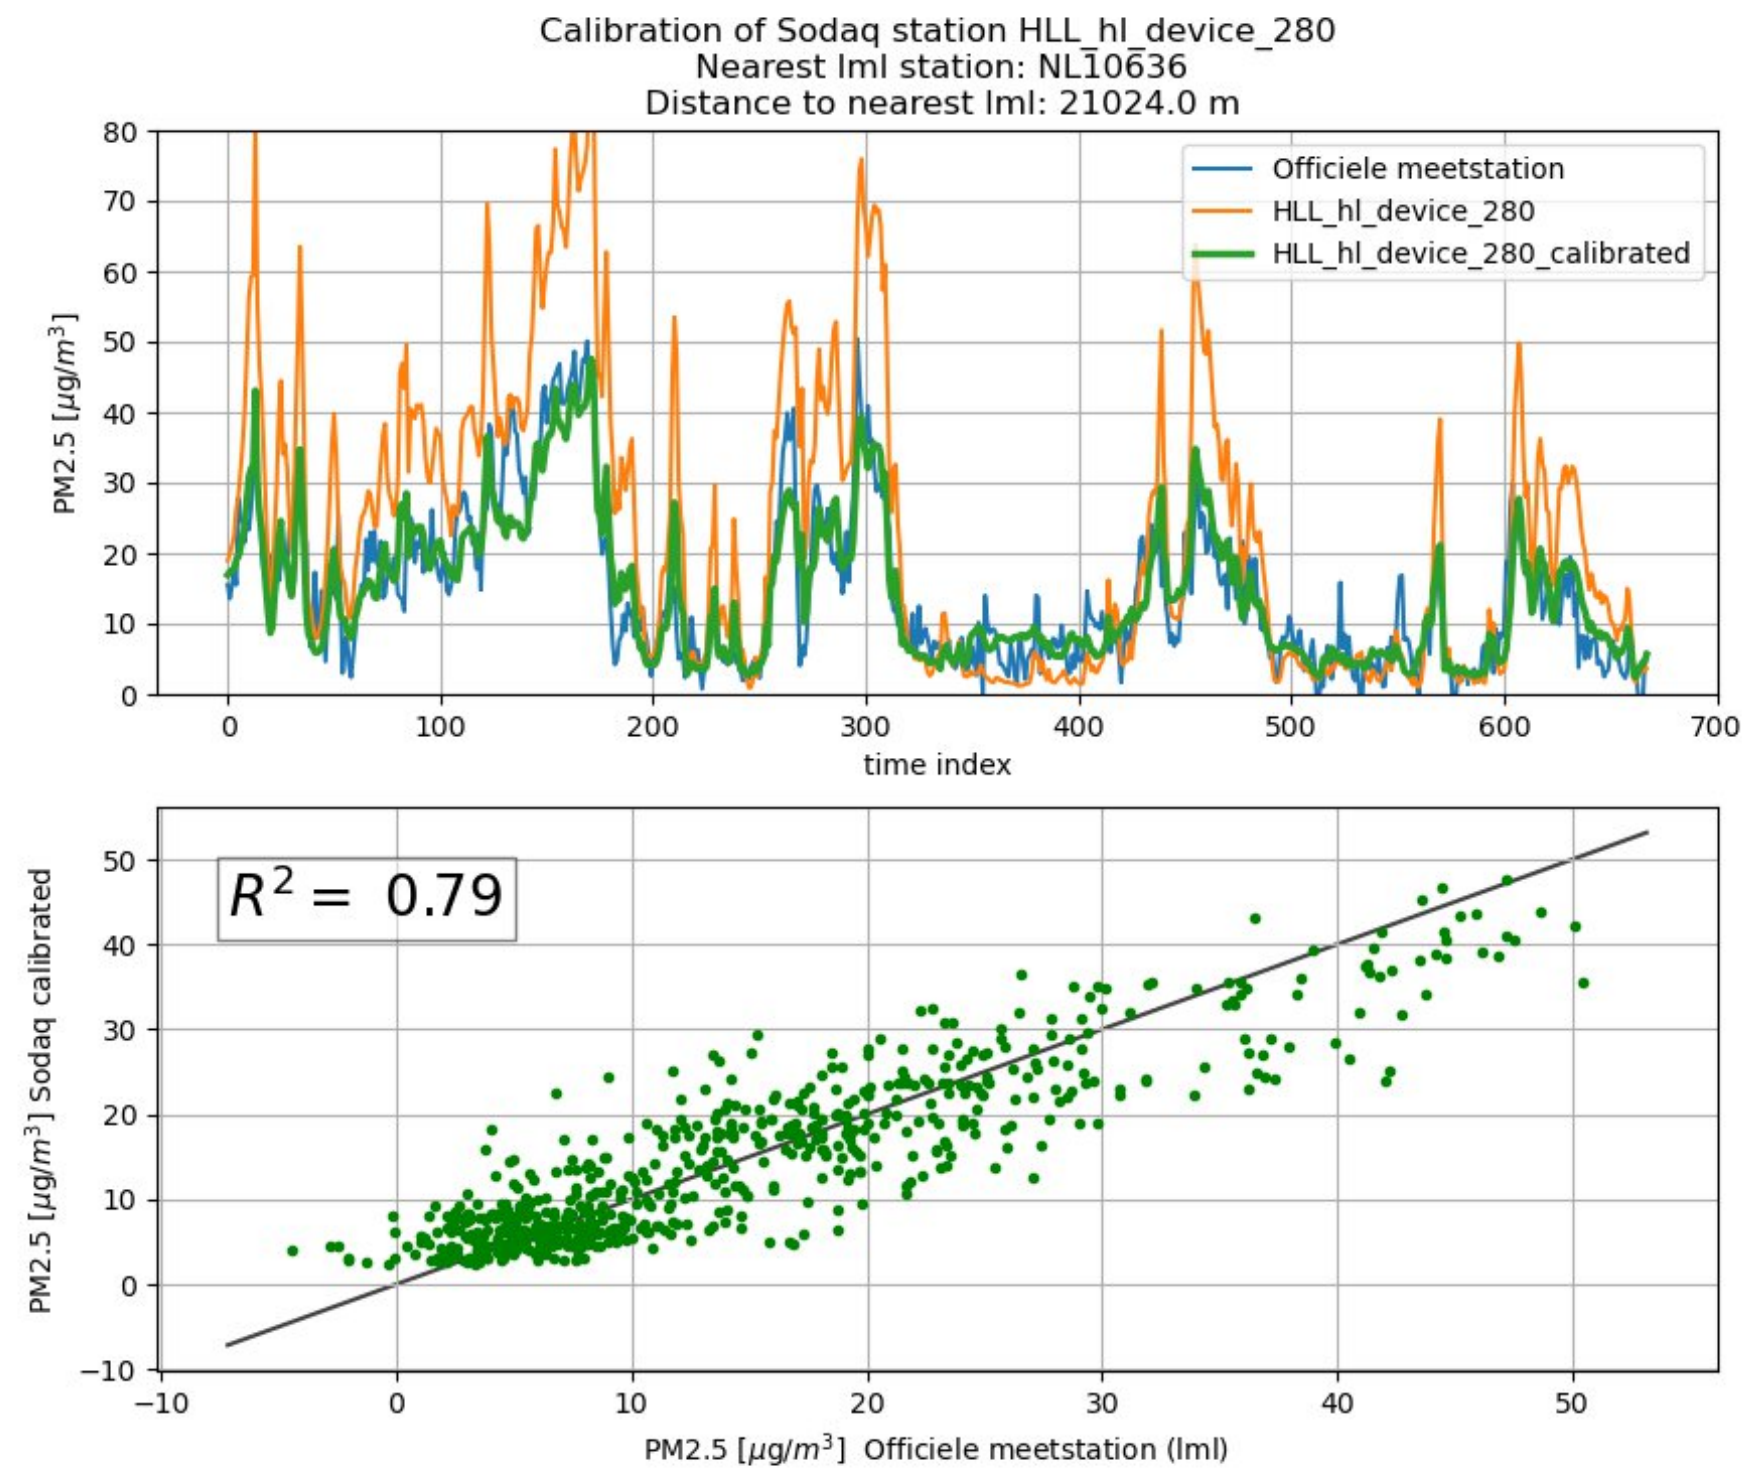 Calibration of Sodaq station HLL_hl_device_280
Nearest lml station: NL10636
Distance to nearest lml: 21024.0 m
80
70
60
50
40
30
20
10
0
PM2.5 [μg/m³]
Officiele meetstation
HLL_hl_device_280
HLL_hl_device_280_calibrated
0 100 200 300 400 500 600 700
time index
50
40
30
20
10
0
−10
PM2.5 [μg/m³] Sodaq calibrated
R² = 0.79
−10 0 10 20 30 40 50
PM2.5 [μg/m³] Officiele meetstation (lml)